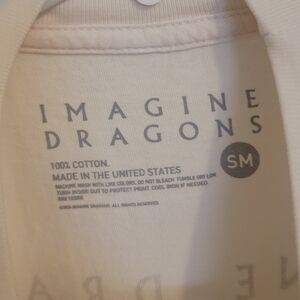 IMAGINE
DRAGONS
100% COTTON.
MADE IN THE UNITED STATES
SM
MACHINE WASH WITH LIKE COLORS. DO NOT BLEACH TUMBLE DRY LOW.
TURN INSIDE OUT TO PROTECT PRINT. COOL IRON IF NEEDED.
IMAGINE DRAGONS. ALL RIGHTS RESERVED.